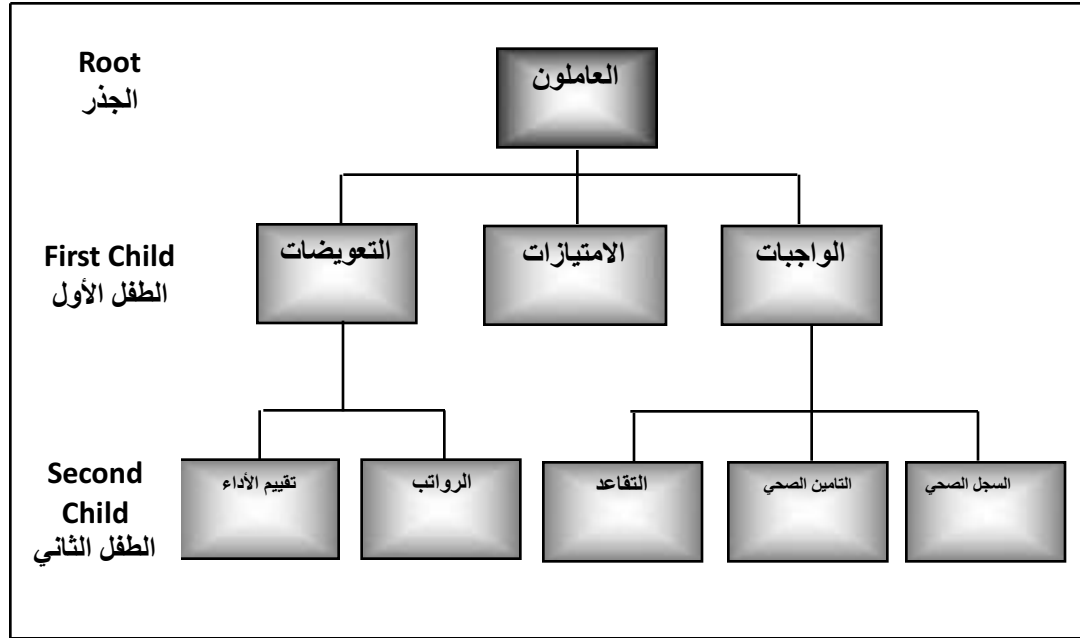 Root
الجذر
العاملون
First Child
الطفل الأول
التعويضات
الامتيازات
الواجبات
Second
Child
الطفل الثاني
تقييم الأداء
الرواتب
التقاعد
التامين الصحي
السجل الصحي